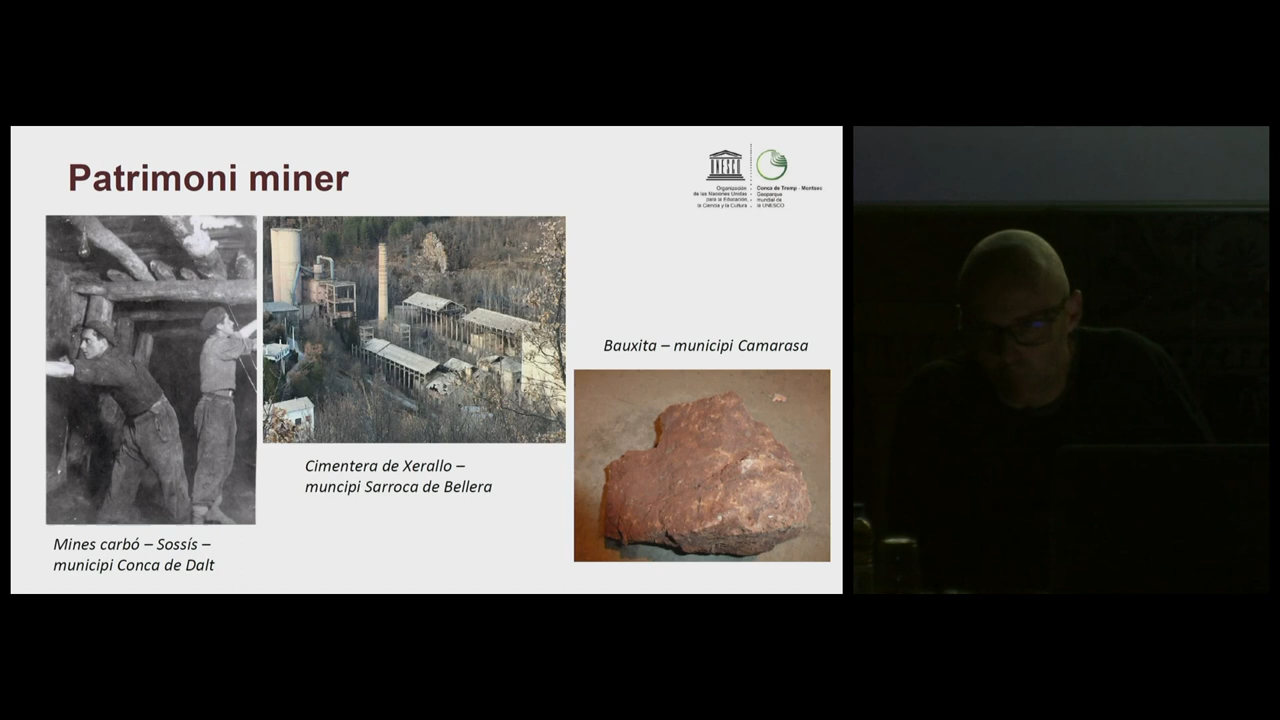 Patrimoni miner
UNESCO
Organización
de las Naciones Unidas
para la Educación,
la Ciencia y la Cultura
Conca de Tremp - Montsec
Geoparque
mundial de
la UNESCO
Bauxita – municipi Camarasa
Cimentera de Xerallo –
muncipi Sarroca de Bellera
Mines carbó – Sossís –
municipi Conca de Dalt